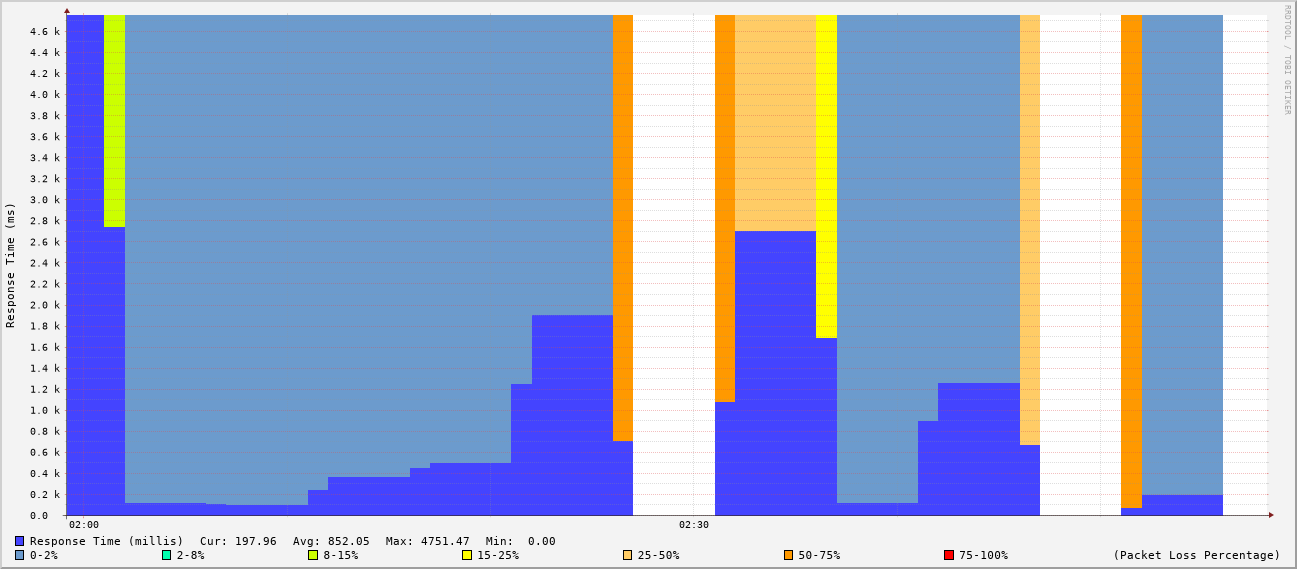 RRDTOOL / TOBI OETIKER
Response Time (ms)
4.6 k
4.4 k
4.2 k
4.0 k
3.8 k
3.6 k
3.4 k
3.2 k
3.0 k
2.8 k
2.6 k
2.4 k
2.2 k
2.0 k
1.8 k
1.6 k
1.4 k
1.2 k
1.0 k
0.8 k
0.6 k
0.4 k
0.2 k
0.0
02:00 02:30
Response Time (millis) Cur: 197.96 Avg: 852.05 Max: 4751.47 Min: 0.00
0-2% 2-8% 8-15% 15-25% 25-50% 50-75% 75-100% (Packet Loss Percentage)